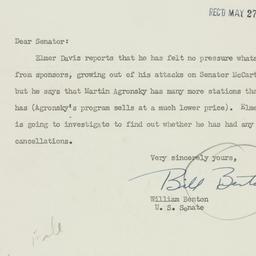 REC'D MAY 27
Dear Senator:
Elmer Davis reports that he has felt no pressure whats
from sponsors, growing out of his attacks on Senator McCart
but he says that Martin Agronsky has many more stations tha
has (Agronsky's program sells at a much lower price). Elme
is going to investigate to find out whether he has had any
cancellations.
Very sincerely yours,
Bill Bento
William Benton
U. S. Senate